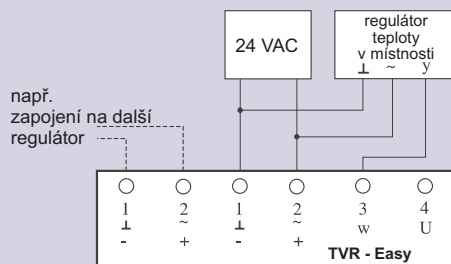 24 VAC
regulátor
teploty
v místnosti
⊥ ~ y
např.
zapojení na další
regulátor
1 2 1 2 3 4
⊥ ~ ⊥ ~ w U
- + - +
TVR - Easy